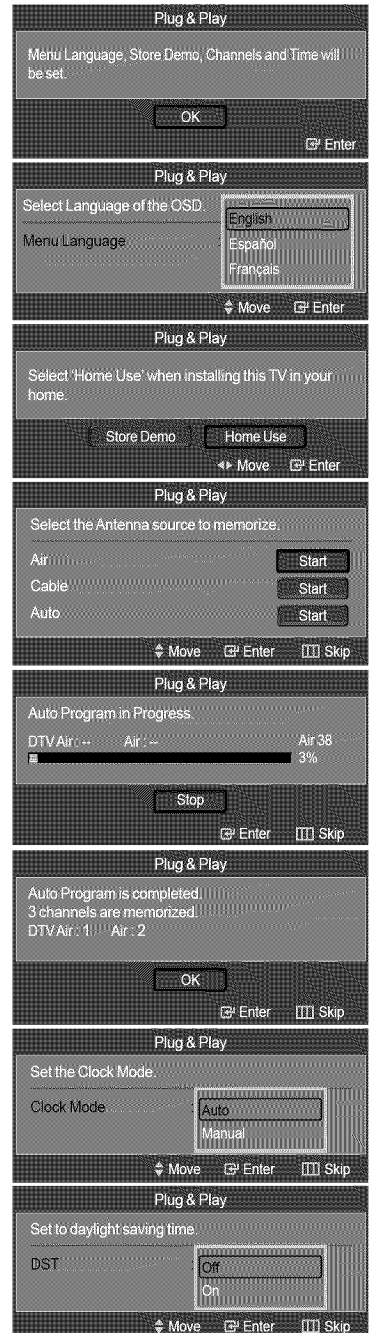 Plug & Play
Menu Language, Store Demo, Channels and Time will
be set.
OK
Enter
Plug & Play
Select Language of the OSD.
Menu Language : English
Español
Français
Move Enter
Plug & Play
Select 'Home Use' when installing this TV in your
home.
Store Demo Home Use
Move Enter
Plug & Play
Select the Antenna source to memorize.
Air Start
Cable Start
Auto Start
Move Enter Skip
Plug & Play
Auto Program in Progress.
DTV Air : -- Air : -- Air 38
3%
Stop
Enter Skip
Plug & Play
Auto Program is completed.
3 channels are memorized.
DTV Air : 1 Air : 2
OK
Enter Skip
Plug & Play
Set the Clock Mode.
Clock Mode : Auto
Manual
Move Enter Skip
Plug & Play
Set to daylight saving time
DST : Off
On
Move Enter Skip